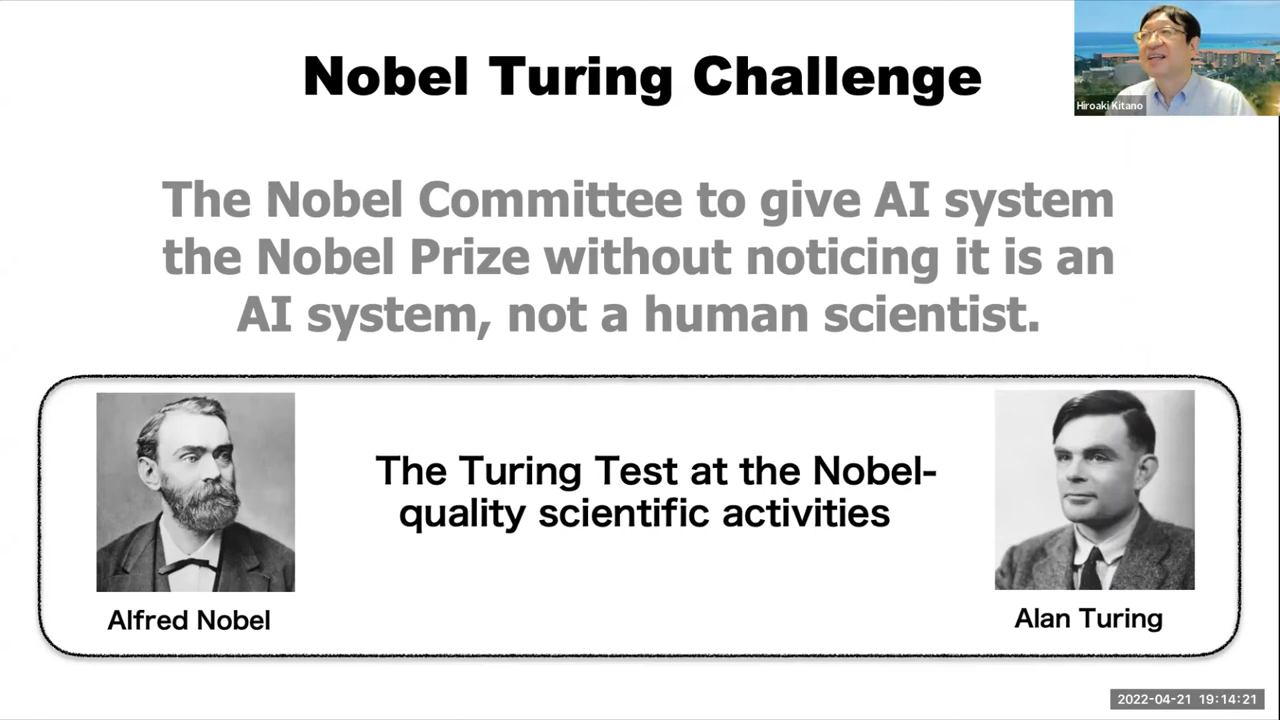 Nobel Turing Challenge
Hiroaki Kitano
The Nobel Committee to give AI system
the Nobel Prize without noticing it is an
AI system, not a human scientist.
The Turing Test at the Nobel-
quality scientific activities
Alfred Nobel
Alan Turing
2022-04-21 19:14:21